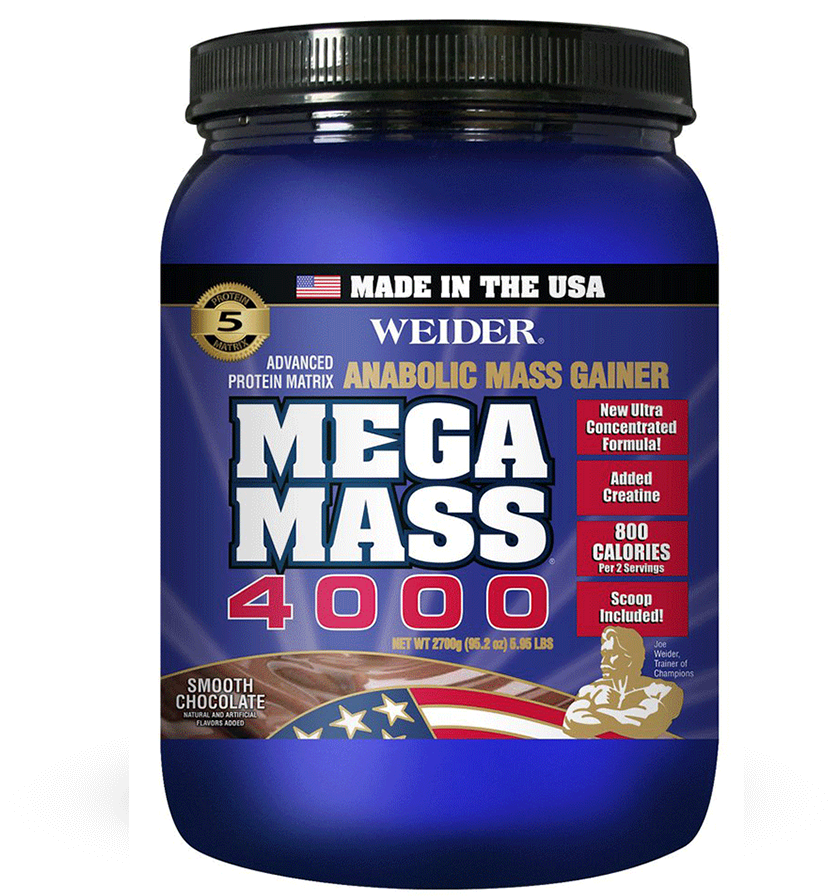 MADE IN THE USA
PROTEIN
5
MATRIX
WEIDER®
ADVANCED
PROTEIN MATRIX
ANABOLIC MASS GAINER
MEGA
MASS®
4000
New Ultra
Concentrated
Formula!
Added
Creatine
800
CALORIES
Per 2 Servings
Scoop
Included!
NET WT 2700g (95.2 oz) 5.95 LBS
Joe
Weider,
Trainer of
Champions
SMOOTH
CHOCOLATE
NATURAL AND ARTIFICIAL
FLAVORS ADDED